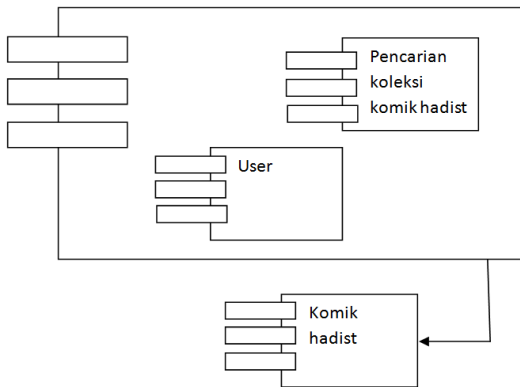 Pencarian
koleksi
komik hadist
User
Komik
hadist